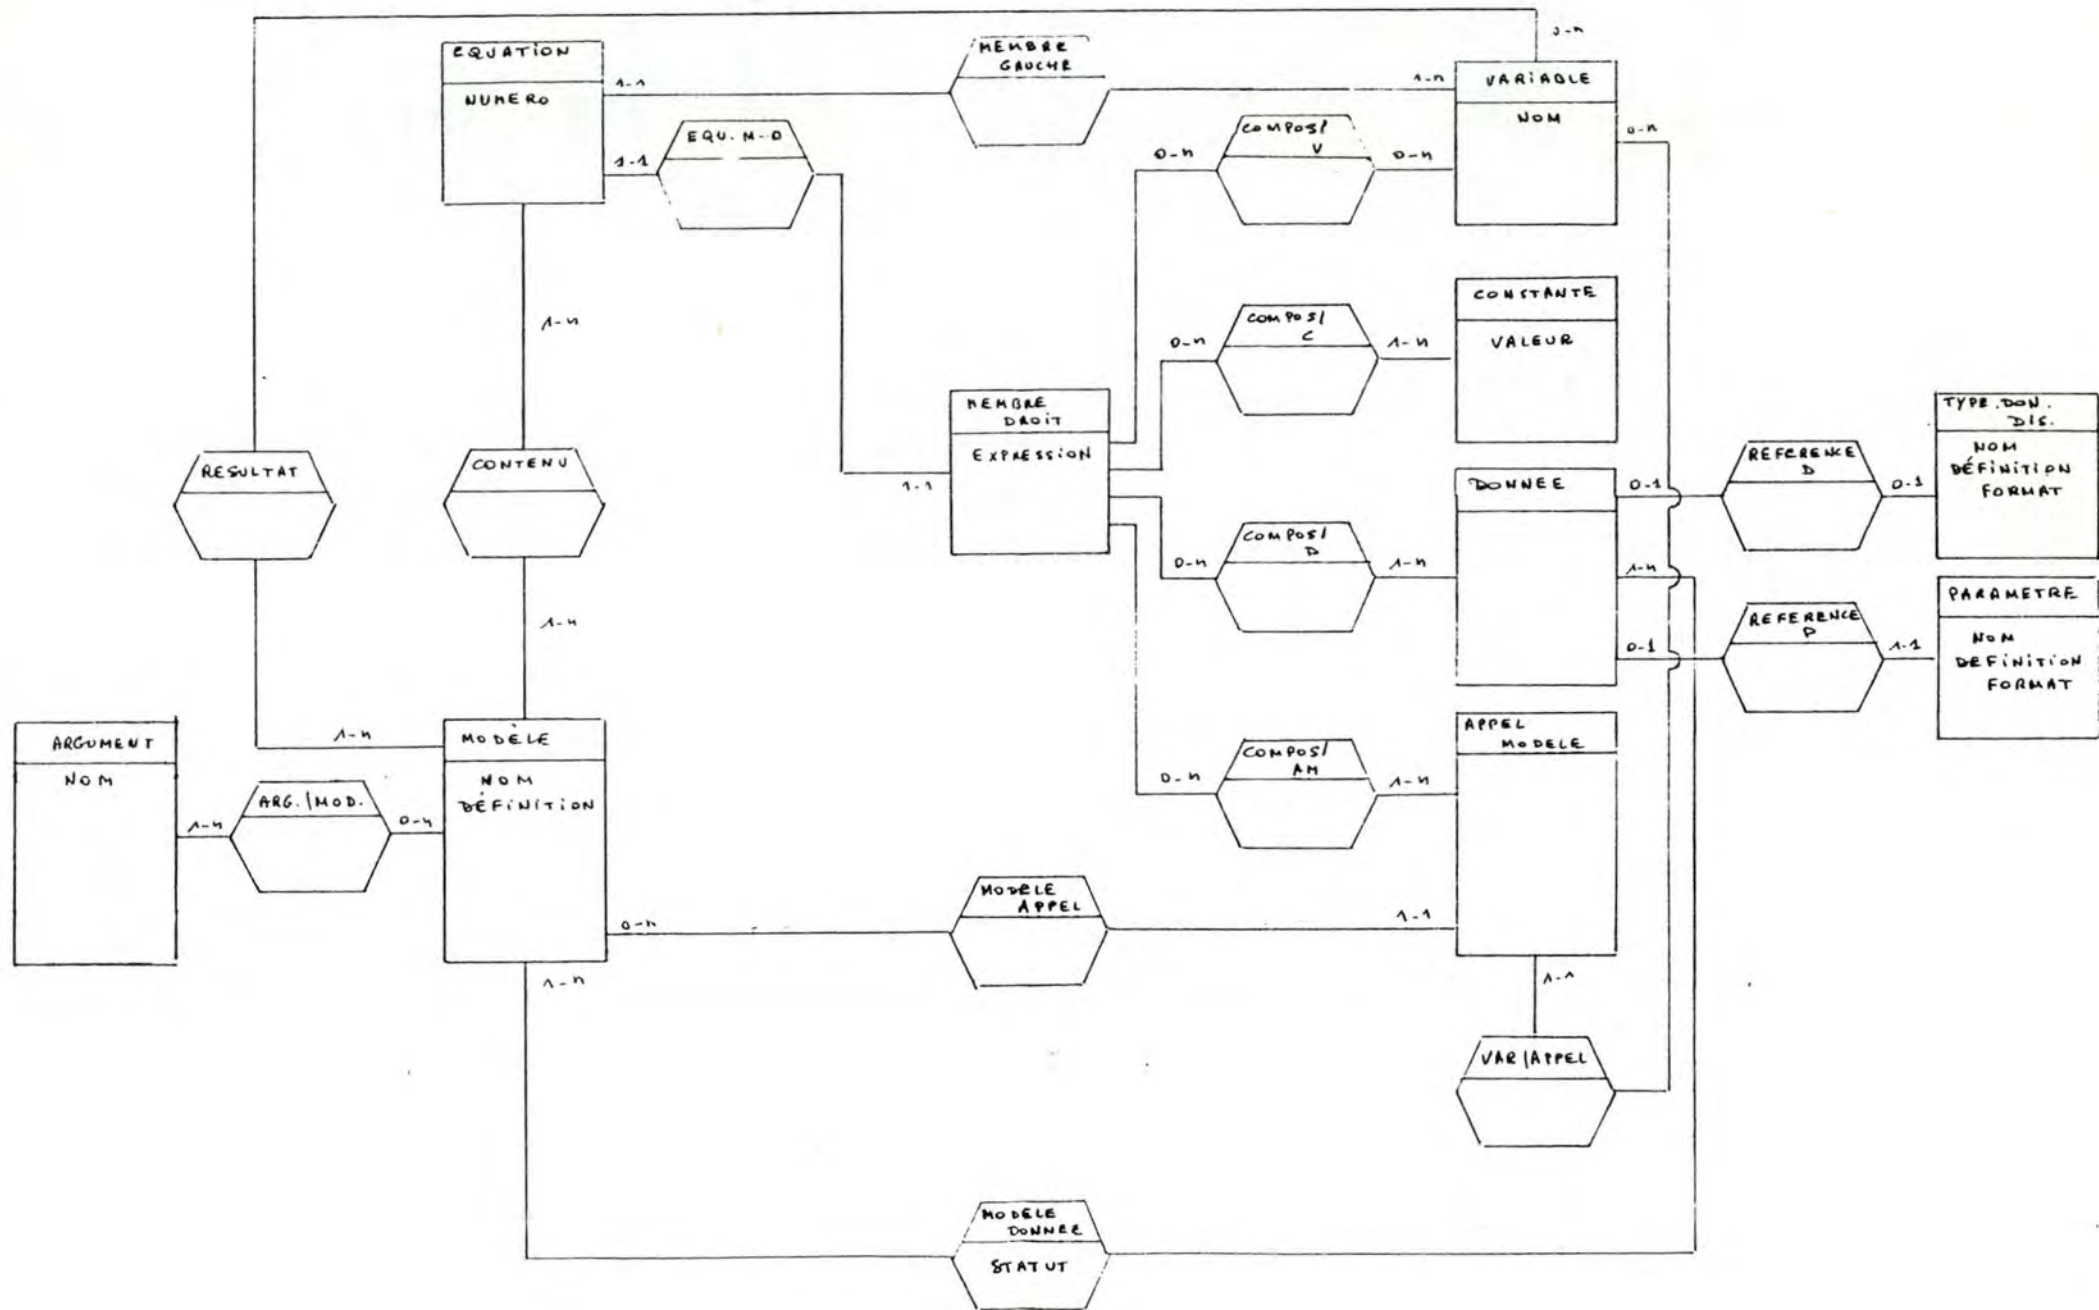 0-n
EQUATION
NUMERO
1-1
MEMBRE
GAUCHE
1-n
VARIABLE
NOM
EQU. M-D
1-1
COMPOS/
V
0-n
0-n
0-n
CONSTANTE
VALEUR
COMPOS/
C
0-n
1-n
1-n
MEMBRE
DROIT
EXPRESSION
1-1
TYPE.DON.
DIS.
NOM
DÉFINITION
FORMAT
RESULTAT
CONTENU
DONNEE
0-1
REFERENCE
D
0-1
COMPOS/
D
0-n
1-n
1-n
PARAMETRE
NOM
DEFINITION
FORMAT
REFERENCE
P
0-1
1-1
1-n
ARGUMENT
NOM
1-n
MODÈLE
NOM
DÉFINITION
APPEL
MODELE
COMPOS/
AM
0-n
1-n
ARG./MOD.
1-n
0-n
MODELE
APPEL
0-n
1-1
1-n
1-1
VAR/APPEL
MODELE
DONNEE
STATUT